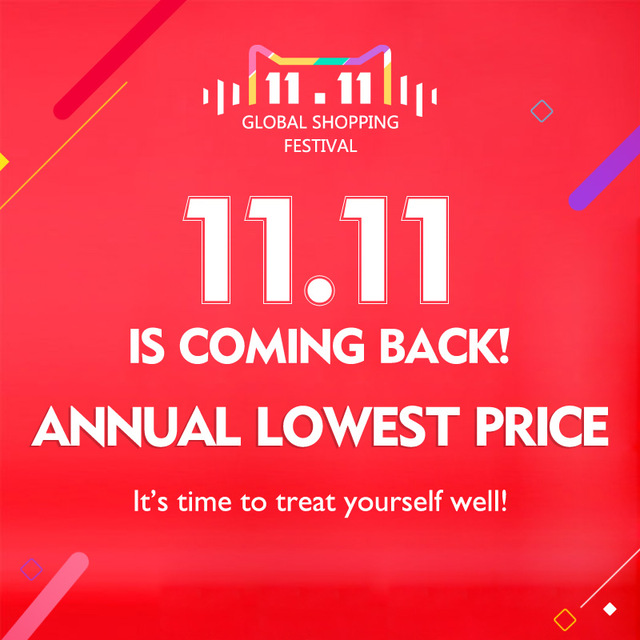 11.11
GLOBAL SHOPPING
FESTIVAL
11.11
IS COMING BACK!
ANNUAL LOWEST PRICE
It's time to treat yourself well!